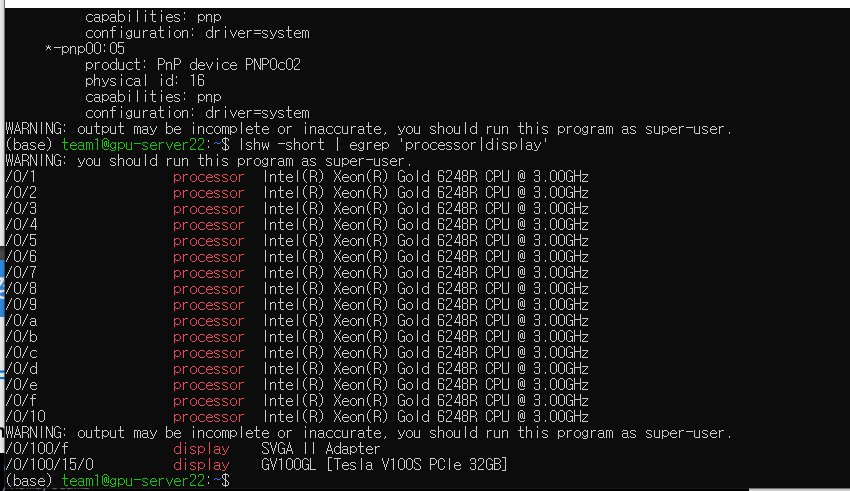 capabilities: pnp
configuration: driver=system
*-pnp00:05
product: PnP device PNP0c02
physical id: 16
capabilities: pnp
configuration: driver=system
WARNING: output may be incomplete or inaccurate, you should run this program as super-user.
(base) team1@gpu-server22:~$ lshw -short | egrep 'processor|display'
WARNING: you should run this program as super-user.
/0/1 processor Intel(R) Xeon(R) Gold 6248R CPU @ 3.00GHz
/0/2 processor Intel(R) Xeon(R) Gold 6248R CPU @ 3.00GHz
/0/3 processor Intel(R) Xeon(R) Gold 6248R CPU @ 3.00GHz
/0/4 processor Intel(R) Xeon(R) Gold 6248R CPU @ 3.00GHz
/0/5 processor Intel(R) Xeon(R) Gold 6248R CPU @ 3.00GHz
/0/6 processor Intel(R) Xeon(R) Gold 6248R CPU @ 3.00GHz
/0/7 processor Intel(R) Xeon(R) Gold 6248R CPU @ 3.00GHz
/0/8 processor Intel(R) Xeon(R) Gold 6248R CPU @ 3.00GHz
/0/9 processor Intel(R) Xeon(R) Gold 6248R CPU @ 3.00GHz
/0/a processor Intel(R) Xeon(R) Gold 6248R CPU @ 3.00GHz
/0/b processor Intel(R) Xeon(R) Gold 6248R CPU @ 3.00GHz
/0/c processor Intel(R) Xeon(R) Gold 6248R CPU @ 3.00GHz
/0/d processor Intel(R) Xeon(R) Gold 6248R CPU @ 3.00GHz
/0/e processor Intel(R) Xeon(R) Gold 6248R CPU @ 3.00GHz
/0/f processor Intel(R) Xeon(R) Gold 6248R CPU @ 3.00GHz
/0/10 processor Intel(R) Xeon(R) Gold 6248R CPU @ 3.00GHz
WARNING: output may be incomplete or inaccurate, you should run this program as super-user.
/0/100/f display SVGA II Adapter
/0/100/15/0 display GV100GL [Tesla V100S PCIe 32GB]
(base) team1@gpu-server22:~$